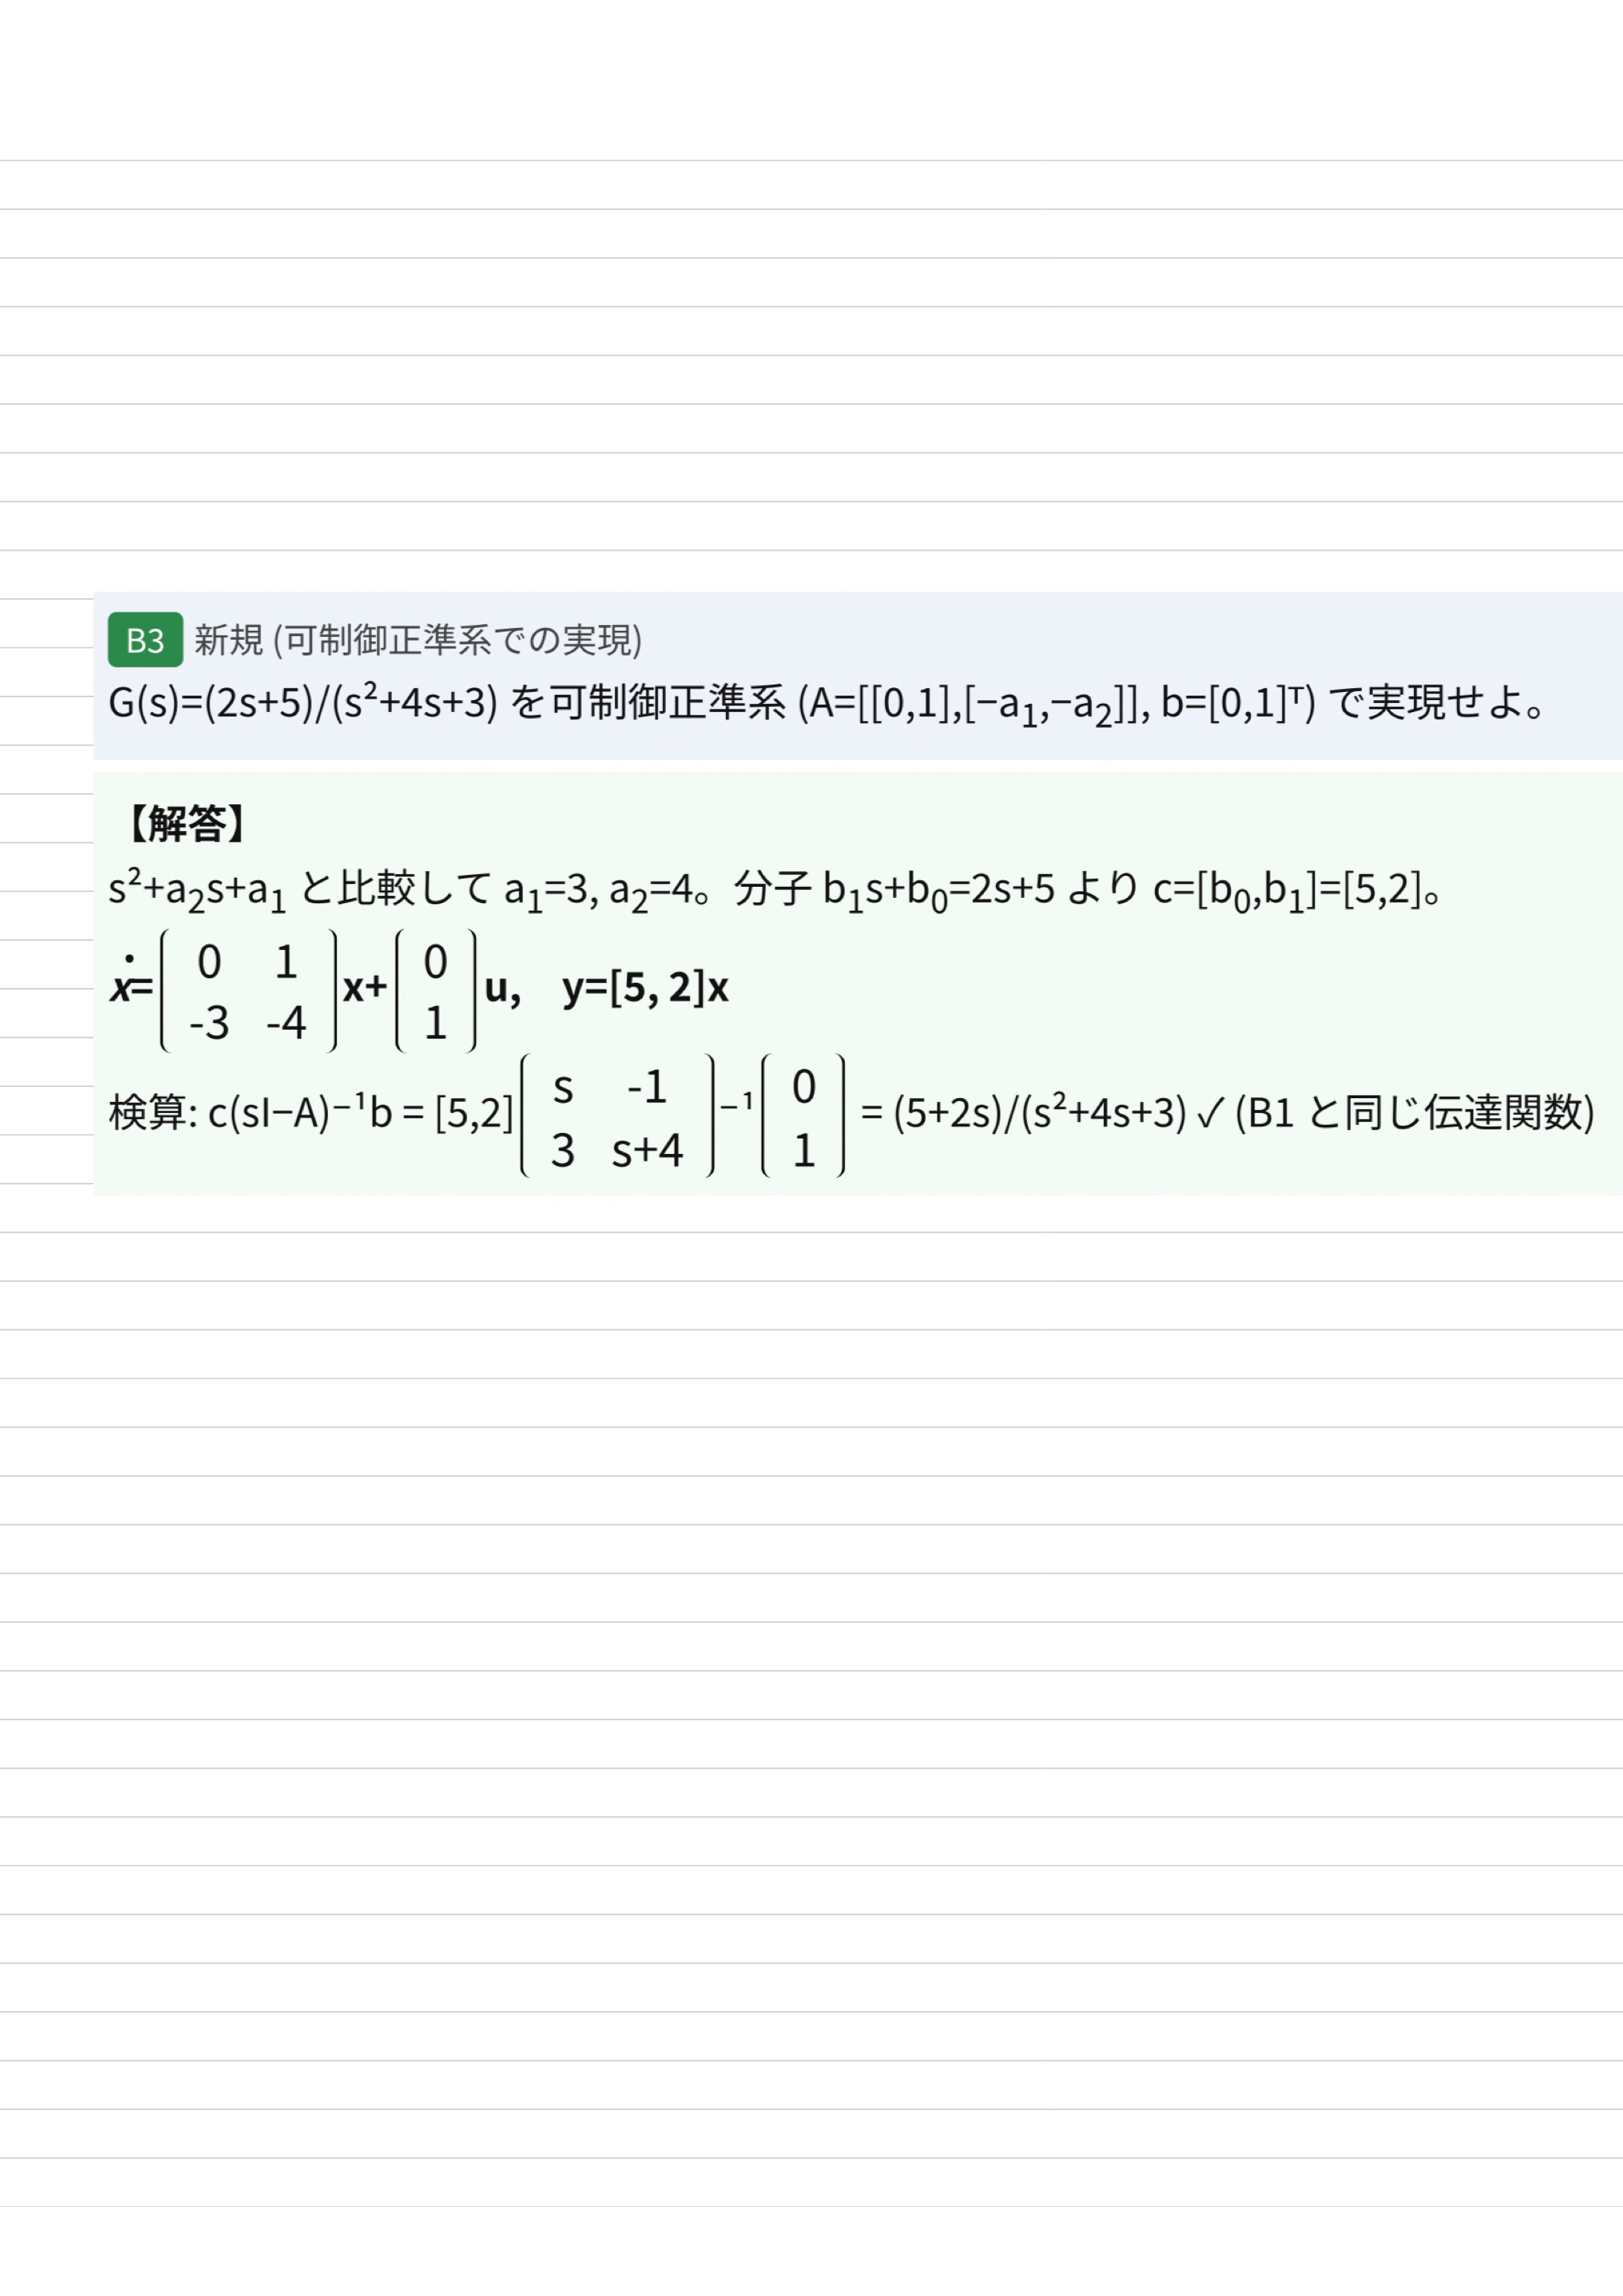 B3 新規 (可制御正準系での実現)
G(s)=(2s+5)/(s²+4s+3) を可制御正準系 (A=[[0,1],[−a₁,−a₂]], b=[0,1]ᵀ) で実現せよ。
【解答】
s²+a₂s+a₁ と比較して a₁=3, a₂=4。分子 b₁s+b₀=2s+5 より c=[b₀,b₁]=[5,2]。
ẋ=( 0 1 ; -3 -4 )x+( 0 ; 1 )u, y=[5, 2]x
検算: c(sI−A)⁻¹b = [5,2]( s -1 ; 3 s+4 )⁻¹( 0 ; 1 ) = (5+2s)/(s²+4s+3) ✓ (B1 と同じ伝達関数)